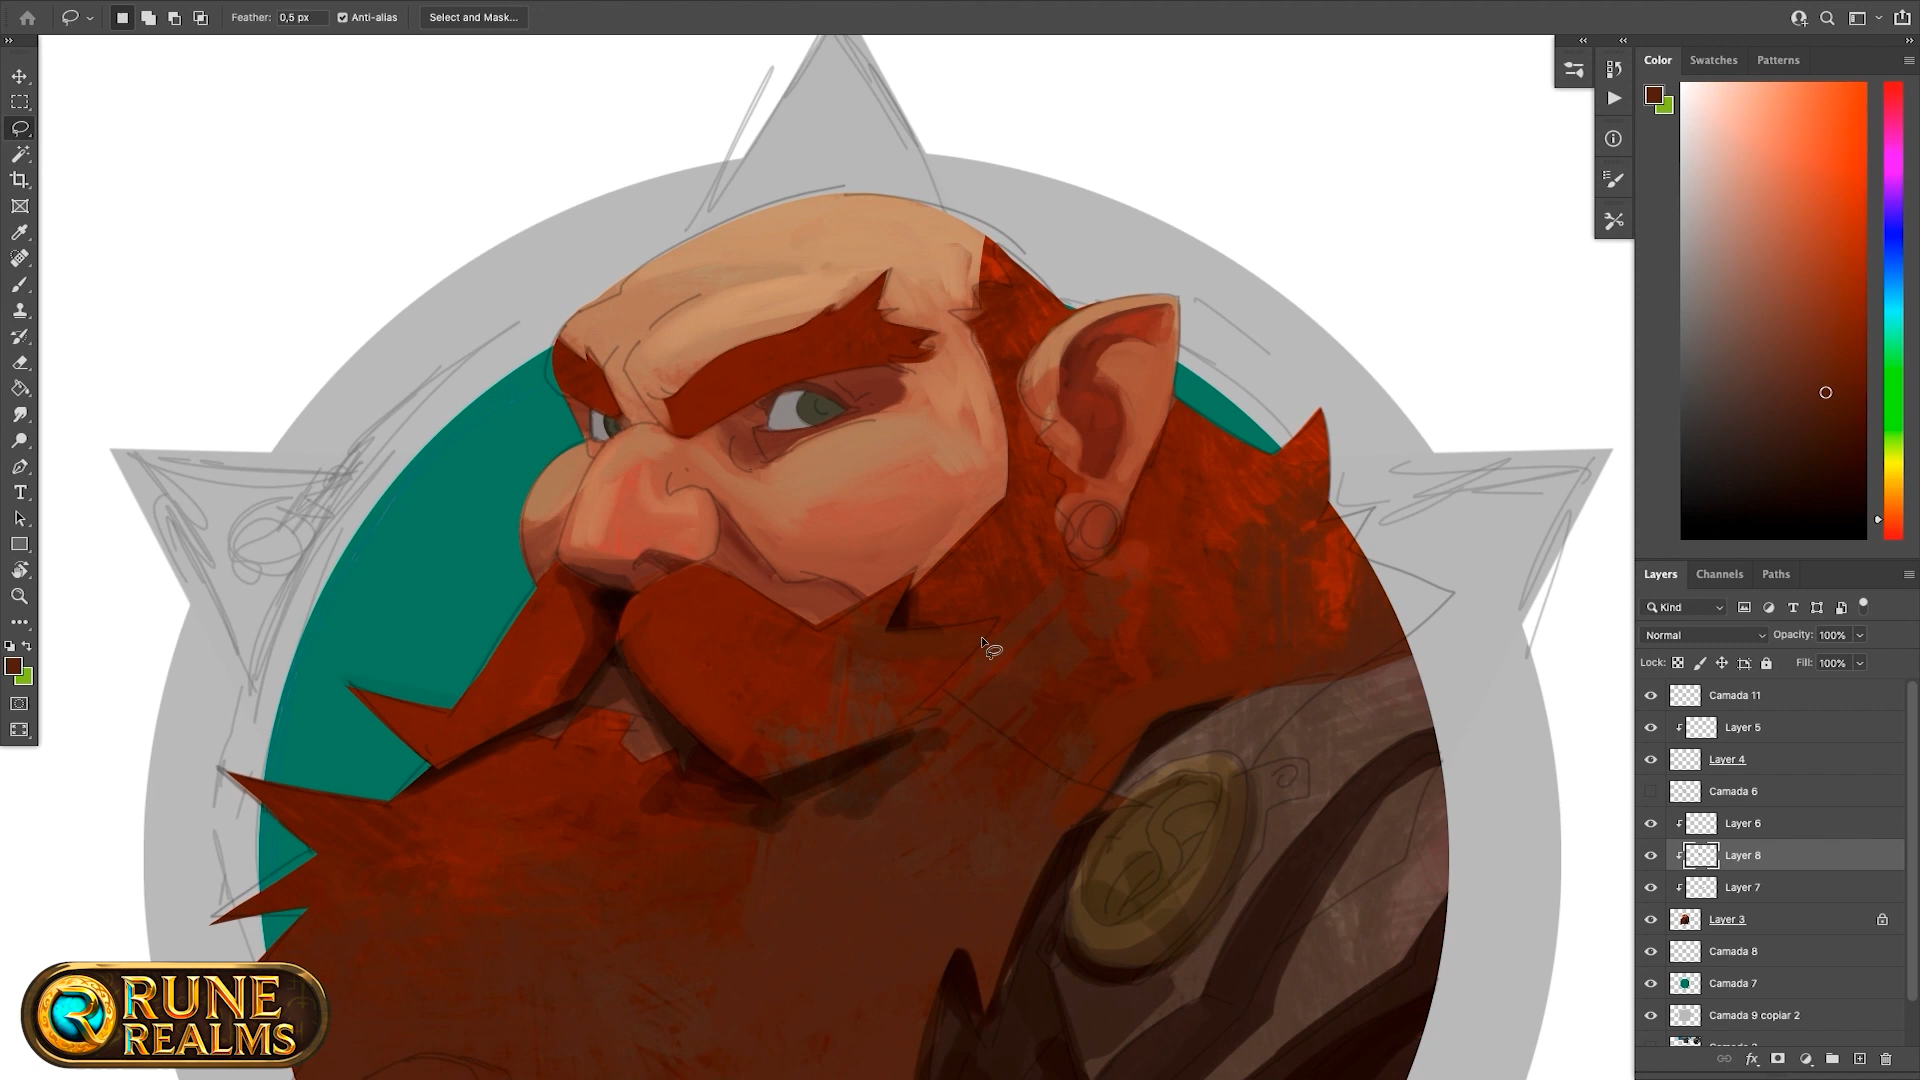 Feather: 0,5 px
Anti-alias
Select and Mask...
Color
Swatches
Patterns
Layers
Channels
Paths
Kind
Normal
Opacity: 100%
Lock:
Fill: 100%
Camada 11
Layer 5
Layer 4
Camada 6
Layer 6
Layer 8
Layer 7
Layer 3
Camada 8
Camada 7
Camada 9 copiar 2
RUNE
REALMS